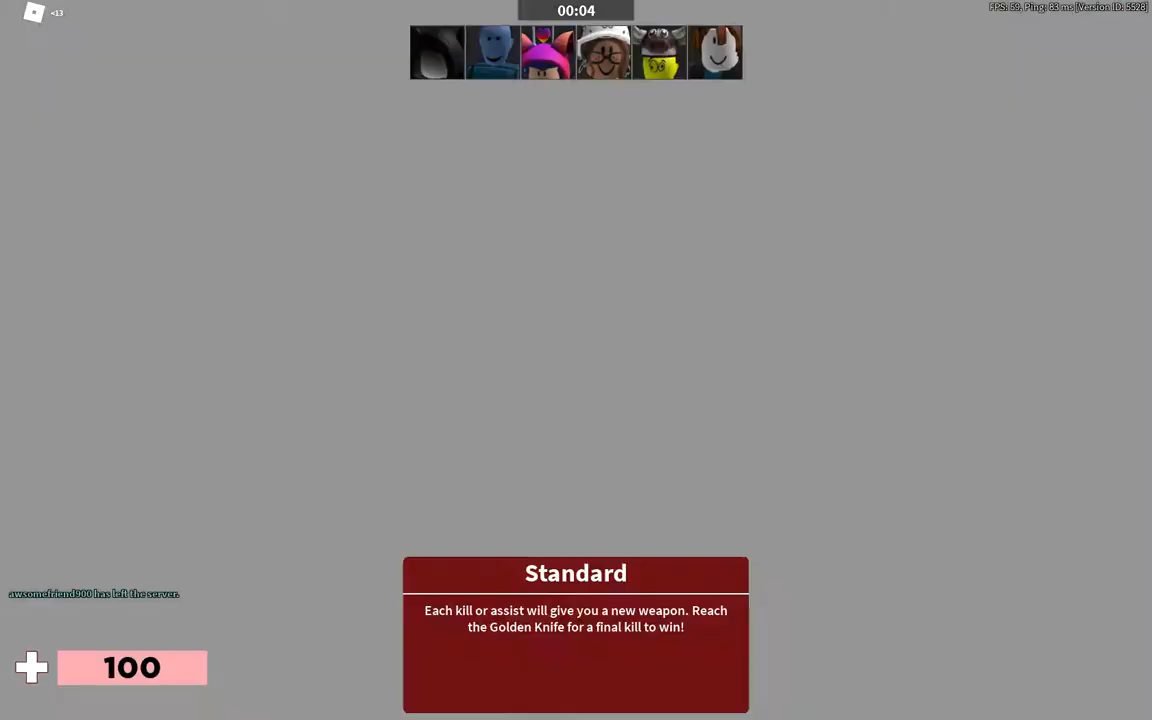 <13
00:04
FPS: 59, Ping: 83 ms [Version ID: 5528]
Standard
Each kill or assist will give you a new weapon. Reach
the Golden Knife for a final kill to win!
awsomefriend900 has left the server.
100